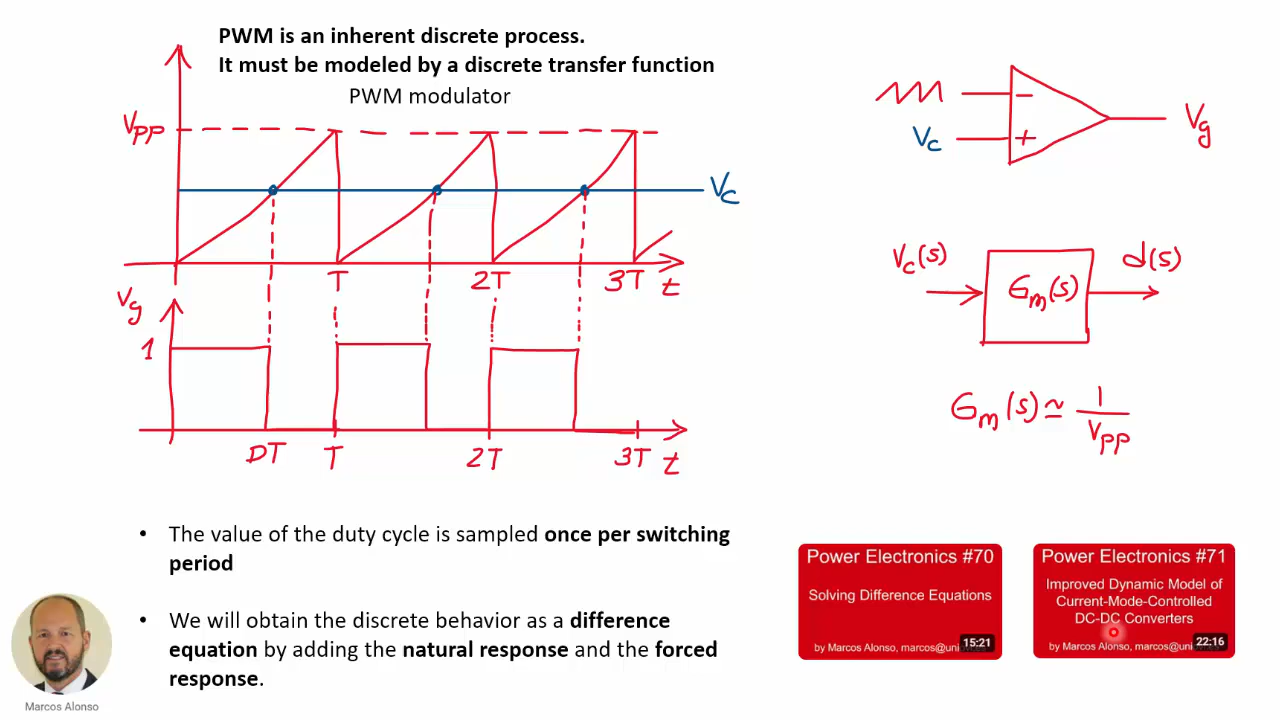 PWM is an inherent discrete process.
It must be modeled by a discrete transfer function
PWM modulator
Vpp
Vc
T
2T
3T
t
Vg
1
DT
T
2T
3T
t
−
Vc
+
Vg
Vc(s)
Gm(s)
d(s)
Gm(s) ≃ 1/Vpp
• The value of the duty cycle is sampled once per switching
period
• We will obtain the discrete behavior as a difference
equation by adding the natural response and the forced
response.
Marcos Alonso
Power Electronics #70
Solving Difference Equations
by Marcos Alonso, marcos@uni
15:21
Power Electronics #71
Improved Dynamic Model of
Current-Mode-Controlled
DC-DC Converters
by Marcos Alonso, marcos@uni
22:16